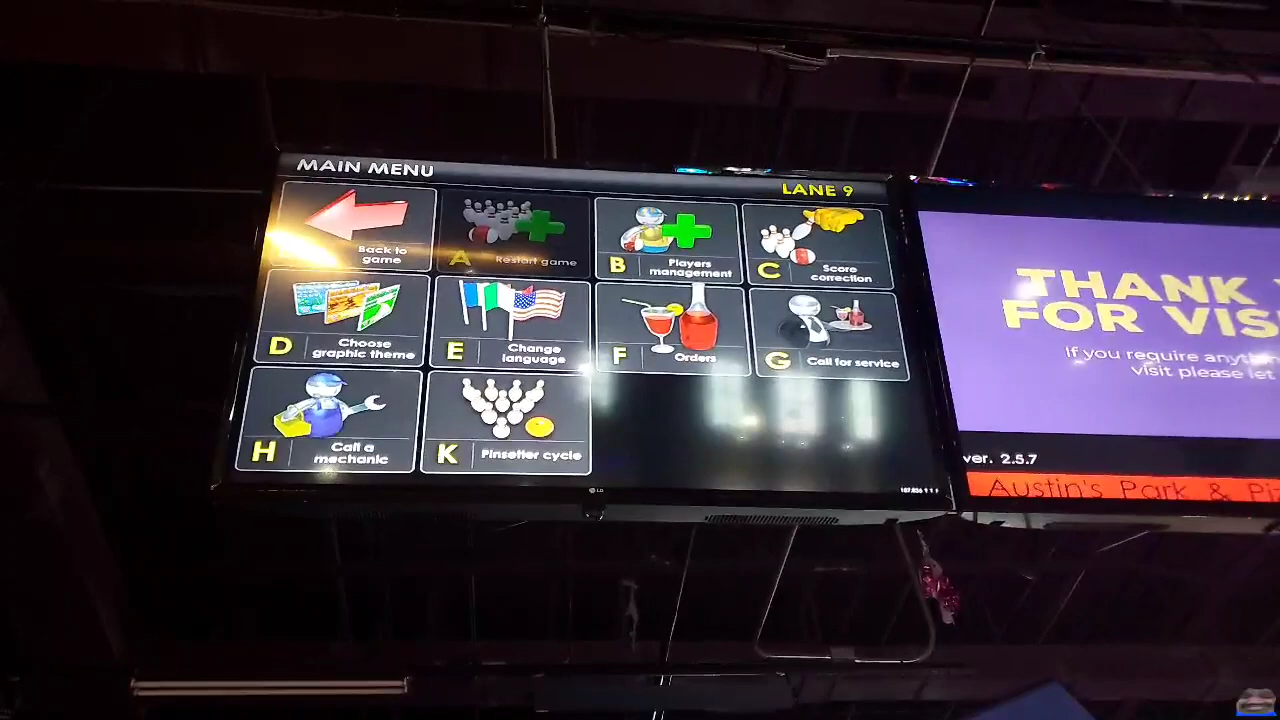 MAIN MENU
LANE 9
Back to
game
A Restart game
B Players
management
C Score
correction
D Choose
graphic theme
E Change
language
F Orders
G Call for service
H Call a
mechanic
K Pinsetter cycle
LG
THANK
FOR VIS
If you require anyth
visit please let
ver. 2.5.7
Austin's Park & Pi